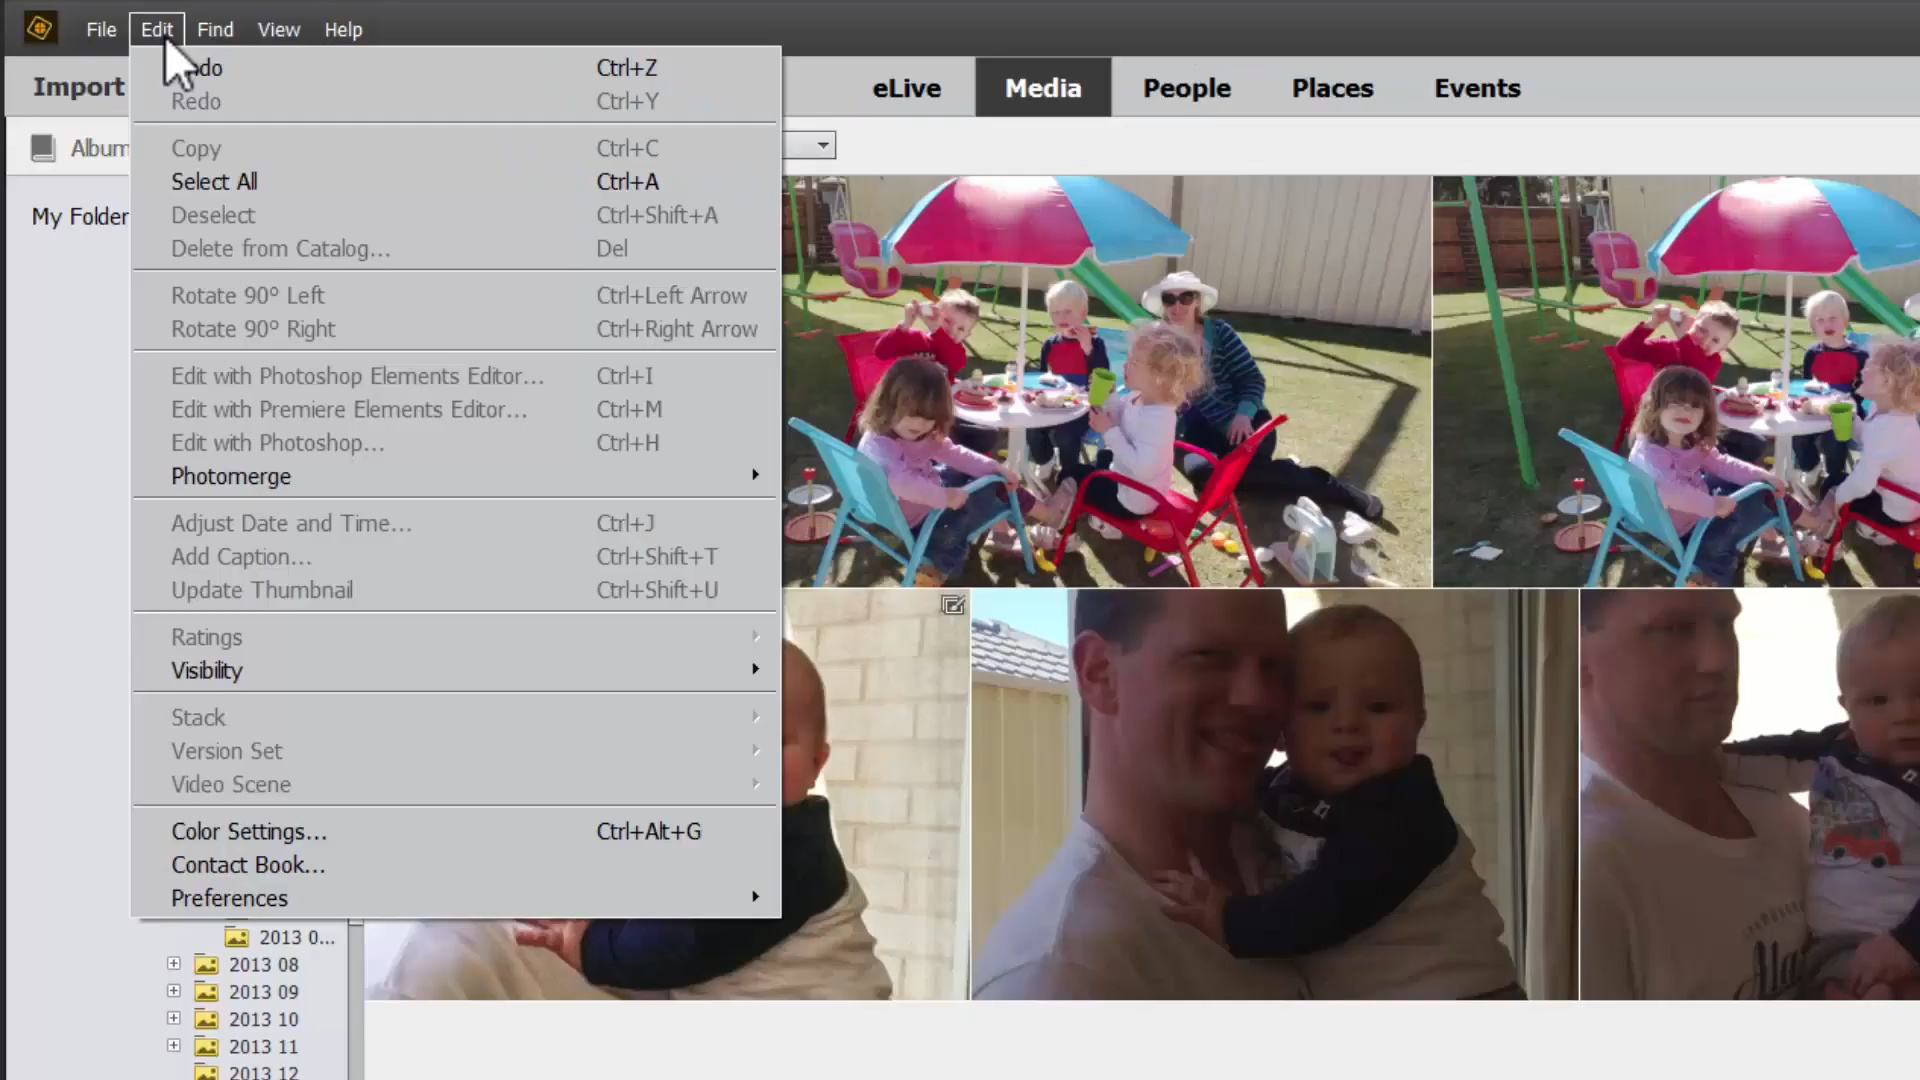 File Edit Find View Help
Import eLive Media People Places Events
Album
My Folder
do Ctrl+Z
Redo Ctrl+Y
Copy Ctrl+C
Select All Ctrl+A
Deselect Ctrl+Shift+A
Delete from Catalog... Del
Rotate 90º Left Ctrl+Left Arrow
Rotate 90º Right Ctrl+Right Arrow
Edit with Photoshop Elements Editor... Ctrl+I
Edit with Premiere Elements Editor... Ctrl+M
Edit with Photoshop... Ctrl+H
Photomerge
Adjust Date and Time... Ctrl+J
Add Caption... Ctrl+Shift+T
Update Thumbnail Ctrl+Shift+U
Ratings
Visibility
Stack
Version Set
Video Scene
Color Settings... Ctrl+Alt+G
Contact Book...
Preferences
2013 0...
2013 08
2013 09
2013 10
2013 11
2013 12